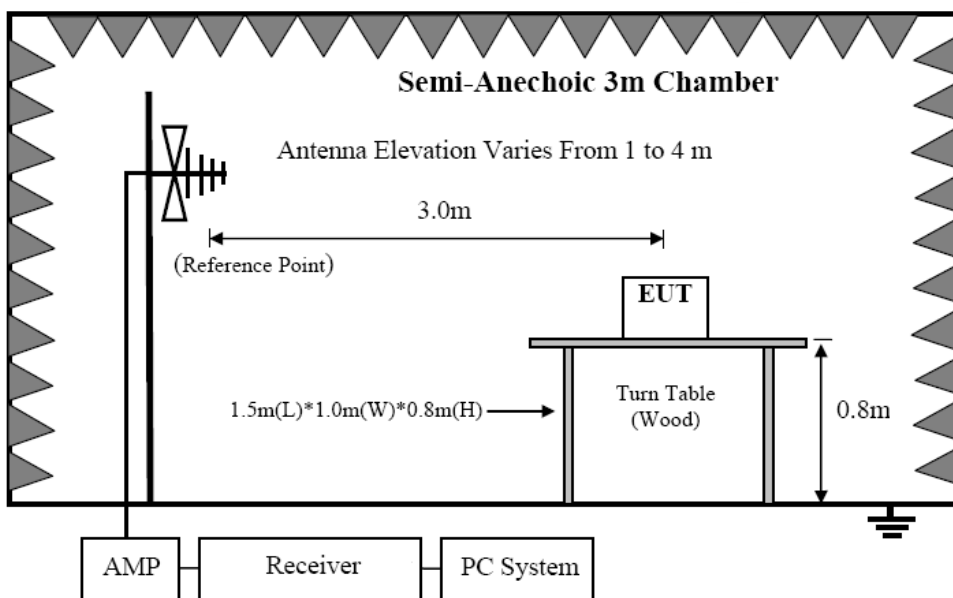 Semi-Anechoic 3m Chamber
Antenna Elevation Varies From 1 to 4 m
3.0m
(Reference Point)
EUT
1.5m(L)*1.0m(W)*0.8m(H)
Turn Table
(Wood)
0.8m
AMP
Receiver
PC System